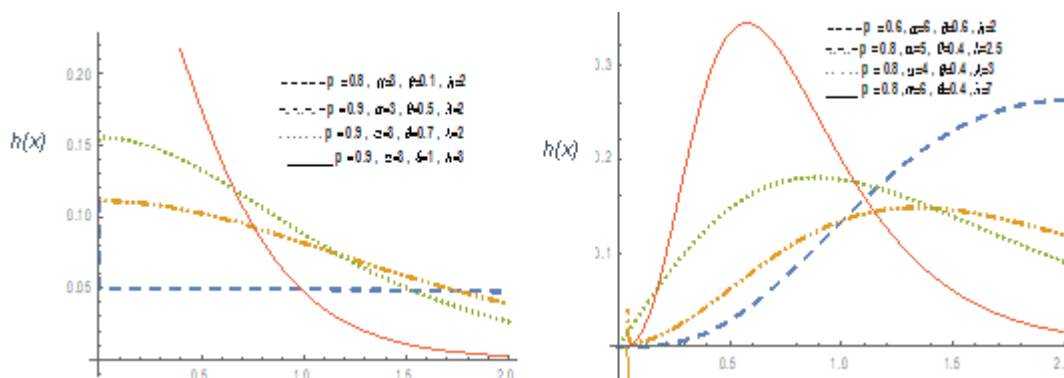 0.20
0.15
h(x)
0.10
0.05
0.5
1.0
1.5
2.0
p =0.8 , α=3, θ=0.1, λ=2
p =0.9 , α=3, θ=0.5, λ=2
p =0.9 , α=3, θ=0.7, λ=2
p =0.9 , α=3, θ=1, λ=3
0.3
h(x)
0.2
0.1
0.5
1.0
1.5
p =0.6, α=6, θ=0.6, λ=2
p =0.8, α=5, θ=0.4, λ=2.5
p =0.8, α=4, θ=0.4, λ=3
p =0.8, α=6, θ=0.4, λ=7